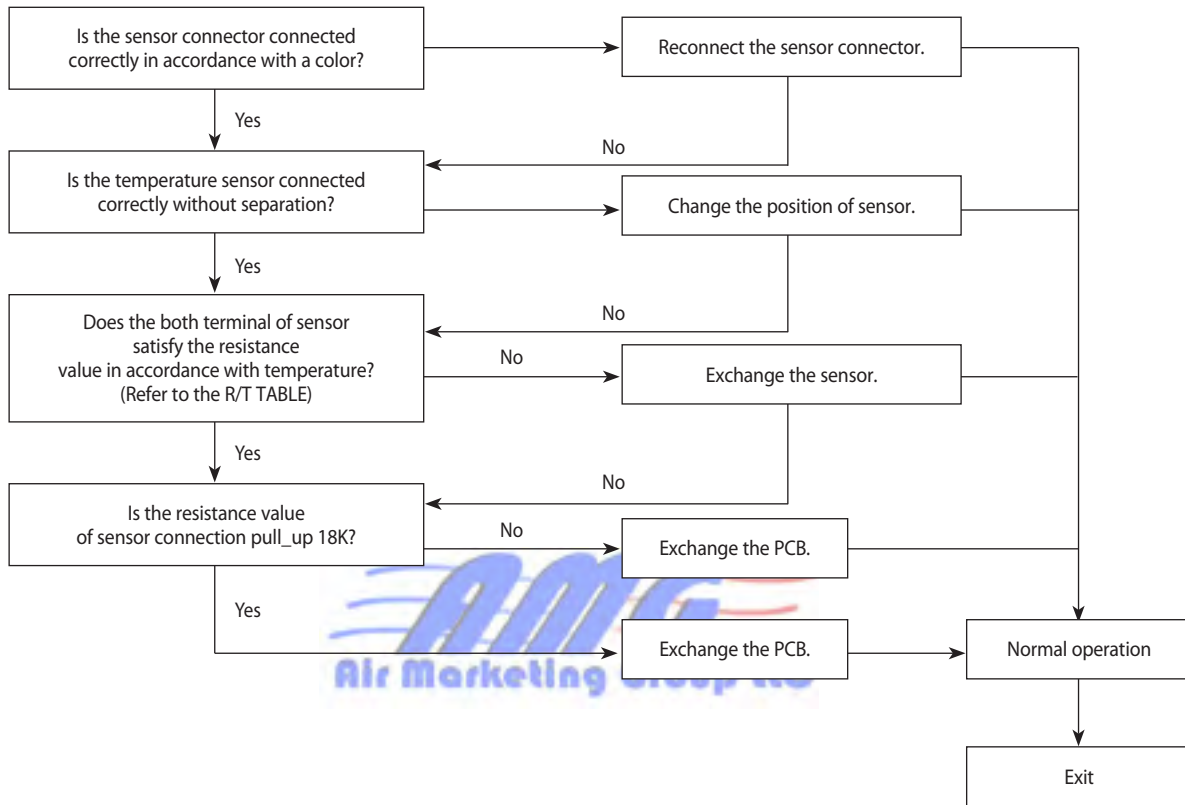 Is the sensor connector connected
correctly in accordance with a color?
Reconnect the sensor connector.
Yes
No
Is the temperature sensor connected
correctly without separation?
Change the position of sensor.
Yes
No
Does the both terminal of sensor
satisfy the resistance
value in accordance with temperature?
(Refer to the R/T TABLE)
No
Exchange the sensor.
Yes
No
Is the resistance value
of sensor connection pull_up 18K?
No
Exchange the PCB.
Yes
AMG
Air Marketing Group LLC
Exchange the PCB.
Normal operation
Exit